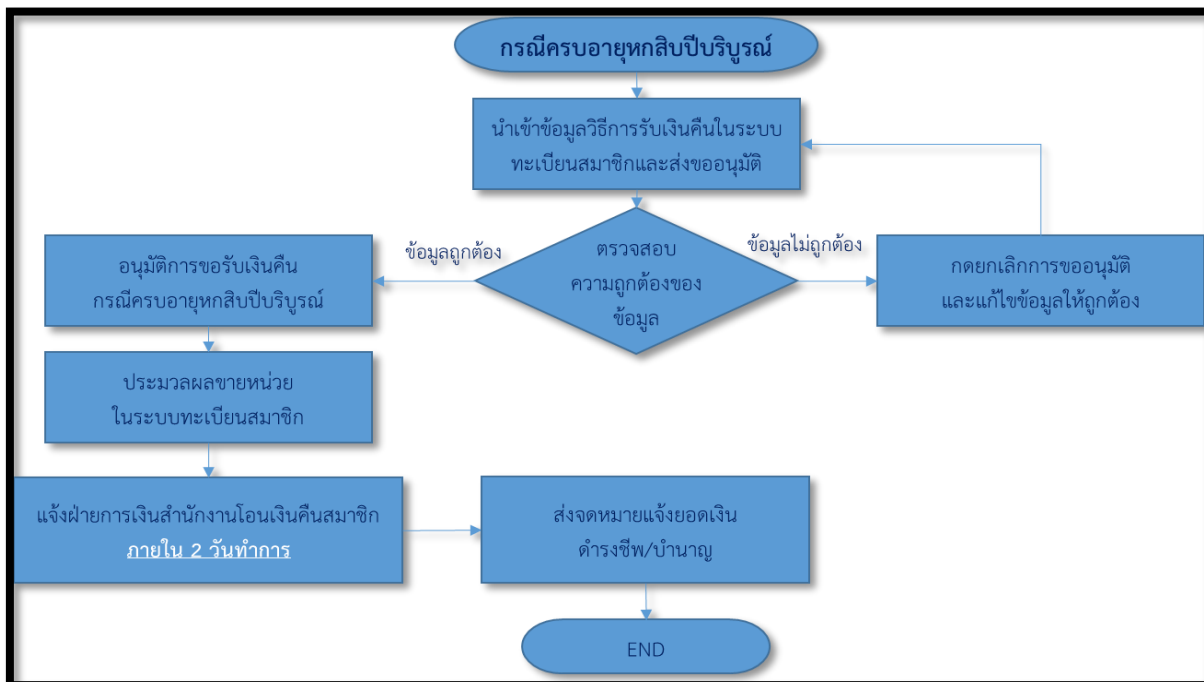 กรณีครบอายุหกสิบปีบริบูรณ์
นำเข้าข้อมูลวิธีการรับเงินคืนในระบบ
ทะเบียนสมาชิกและส่งขออนุมัติ
ตรวจสอบ
ความถูกต้องของ
ข้อมูล
ข้อมูลถูกต้อง
ข้อมูลไม่ถูกต้อง
กดยกเลิกการขออนุมัติ
และแก้ไขข้อมูลให้ถูกต้อง
อนุมัติการขอรับเงินคืน
กรณีครบอายุหกสิบปีบริบูรณ์
ประมวลผลขายหน่วย
ในระบบทะเบียนสมาชิก
แจ้งฝ่ายการเงินสำนักงานโอนเงินคืนสมาชิก
ภายใน 2 วันทำการ
ส่งจดหมายแจ้งยอดเงิน
ดำรงชีพ/บำนาญ
END